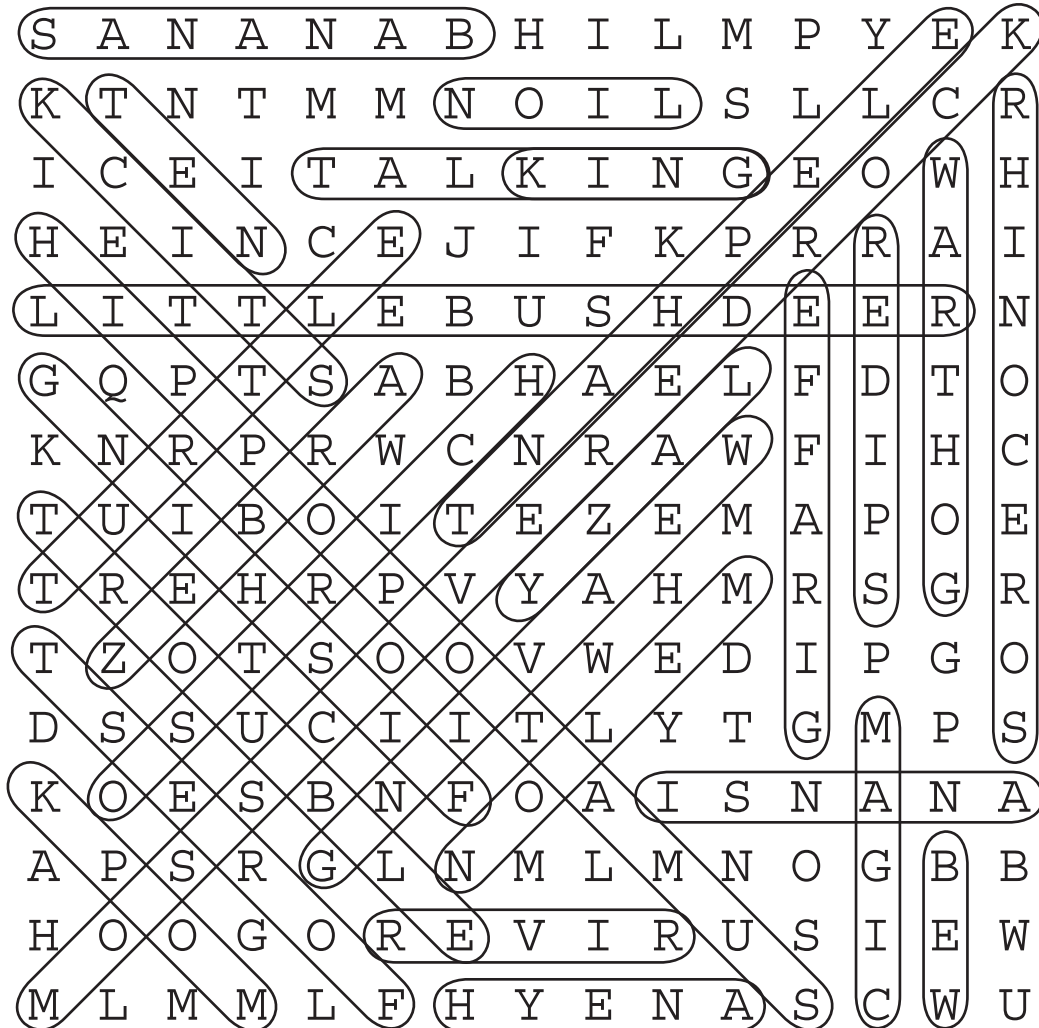 S A N A N A B H I L M P Y E K
K T N T M M N O I L S L L C R
I C E I T A L K I N G E O W H
H E I N C E J I F K P R R A I
L I T T L E B U S H D E E R N
G Q P T S A B H A E L F D T O
K N R P R W C N R A W F I H C
T U I B O I T E Z E M A P O E
T R E H R P V Y A H M R S G R
T Z O T S O O V W E D I P G O
D S S U C I I T L Y T G M P S
K O E S B N F O A I S N A N A
A P S R G L N M L M N O G B B
H O O G O R E V I R U S I E W
M L M M L F H Y E N A S C W U